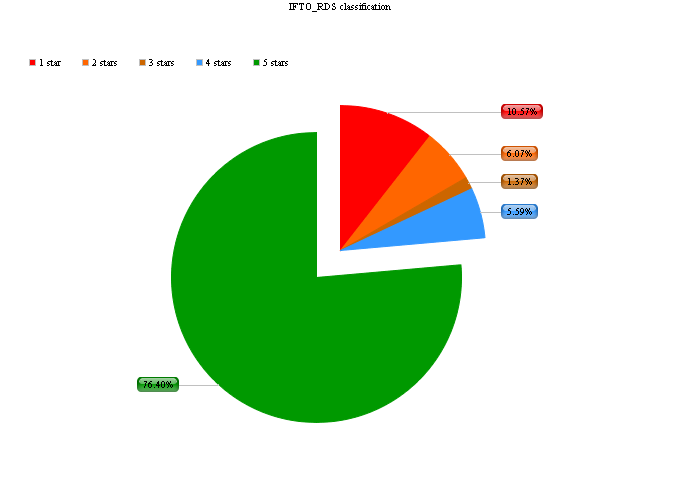 IFTO_RDS classification
1 star 2 stars 3 stars 4 stars 5 stars
10.57%
6.07%
1.37%
5.59%
76.40%